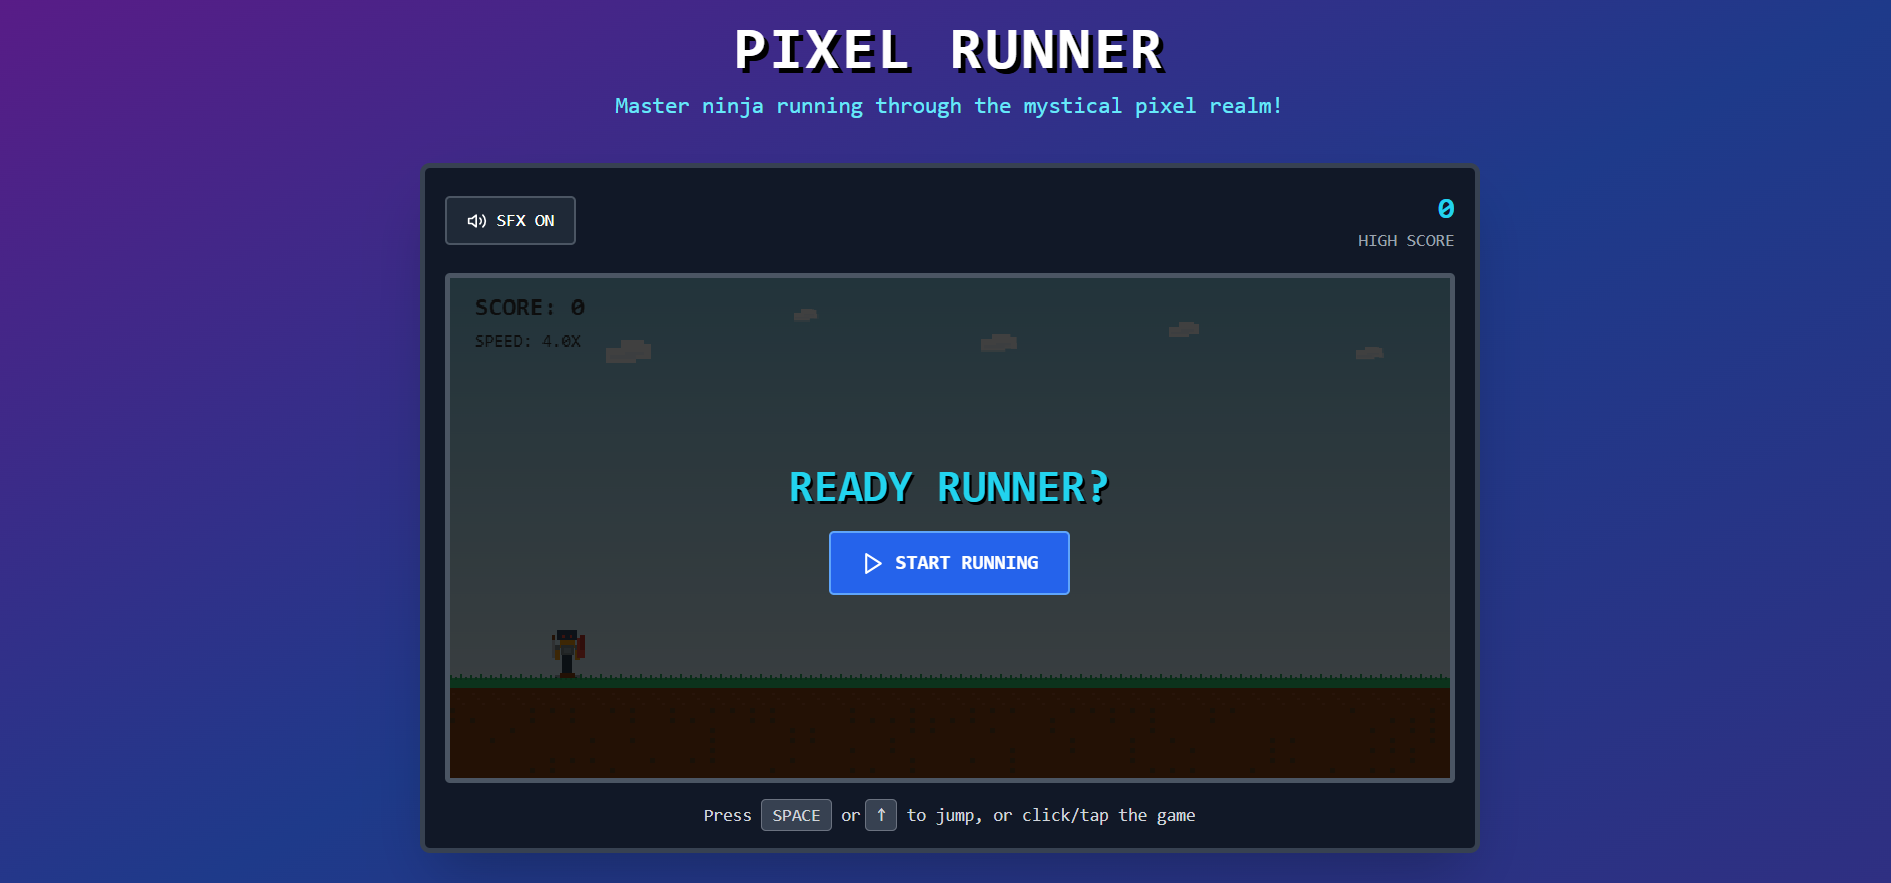 PIXEL RUNNER
Master ninja running through the mystical pixel realm!
SFX ON
0
HIGH SCORE
SCORE: 0
SPEED: 4.0X
READY RUNNER?
START RUNNING
Press SPACE or ↑ to jump, or click/tap the game